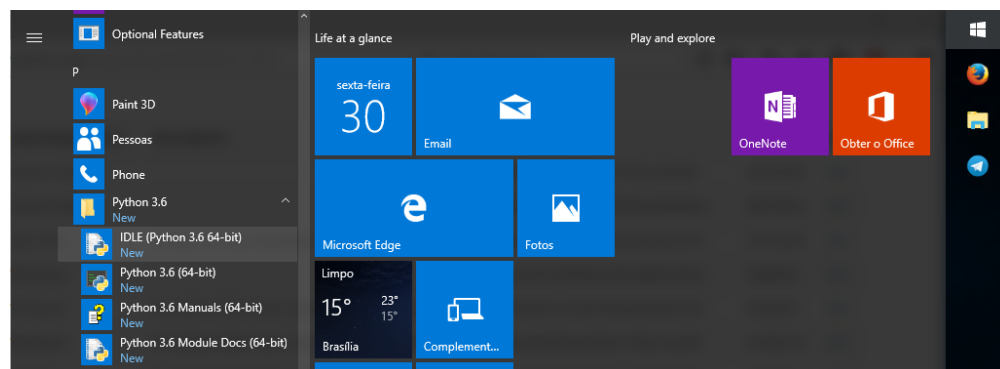 Optional Features
P
Paint 3D
Pessoas
Phone
Python 3.6
New
IDLE (Python 3.6 64-bit)
New
Python 3.6 (64-bit)
New
Python 3.6 Manuals (64-bit)
New
Python 3.6 Module Docs (64-bit)
New
Life at a glance
sexta-feira
30
Email
Microsoft Edge
Fotos
Limpo
15° 23°
15°
Brasília
Complement...
Play and explore
OneNote
Obter o Office